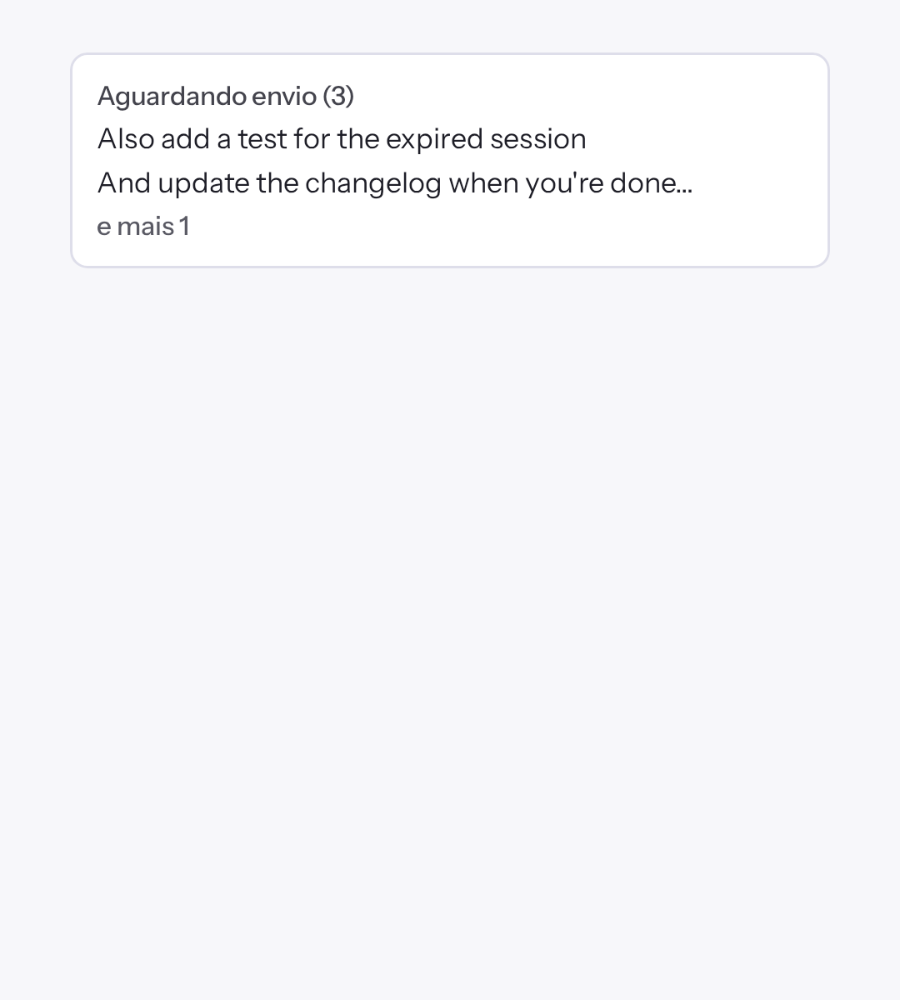 Aguardando envio (3)
Also add a test for the expired session
And update the changelog when you're done...
e mais 1